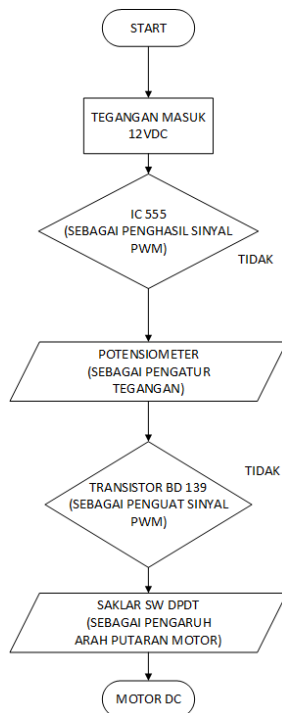 START
TEGANGAN MASUK
12VDC
IC 555
(SEBAGAI PENGHASIL SINYAL
PWM)
TIDAK
POTENSIOMETER
(SEBAGAI PENGATUR
TEGANGAN)
TIDAK
TRANSISTOR BD 139
(SEBAGAI PENGUAT SINYAL
PWM)
SAKLAR SW DPDT
(SEBAGAI PENGARUH
ARAH PUTARAN MOTOR)
MOTOR DC